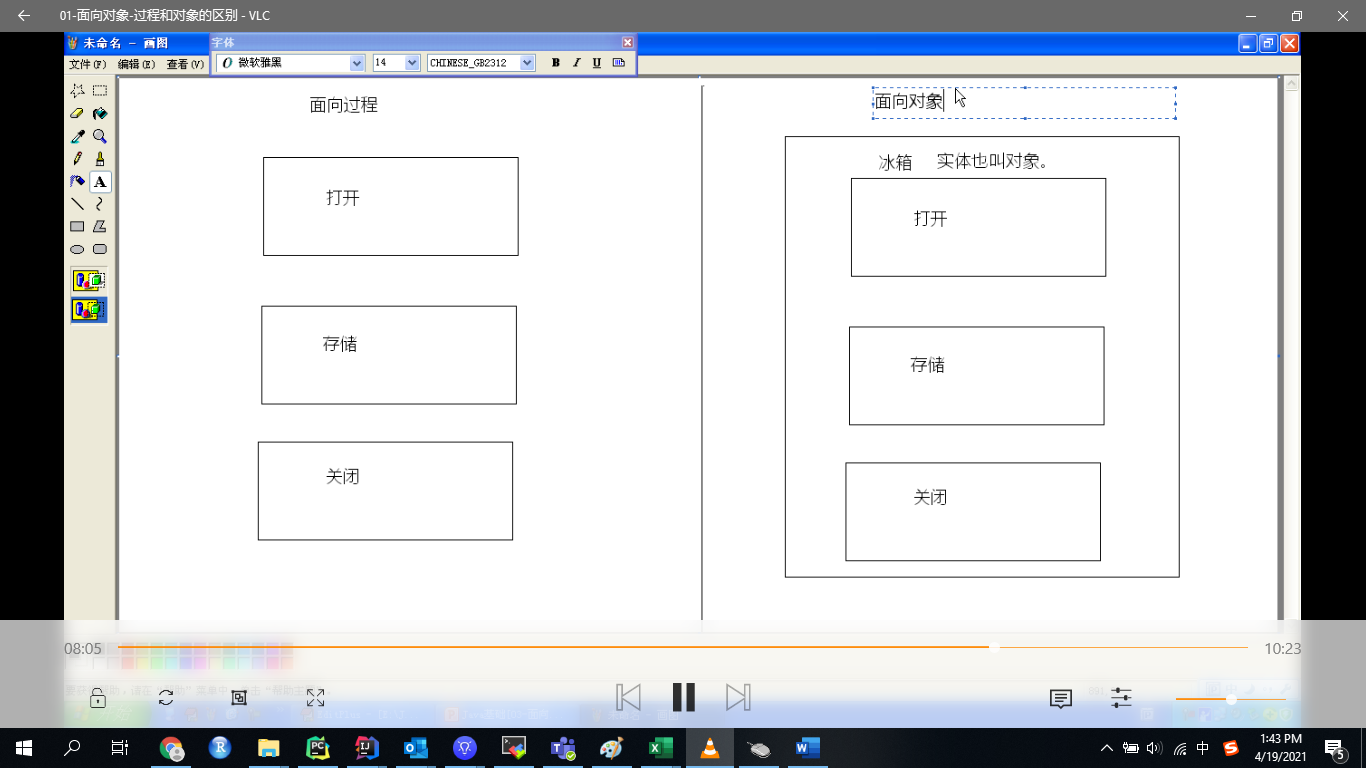 01-面向对象-过程和对象的区别 - VLC
未命名 - 画图
字体
文件(F) 编辑(E) 查看(V)
微软雅黑 14 CHINESE_GB2312 B I U
面向过程
打开
存储
关闭
面向对象
冰箱 实体也叫对象。
打开
存储
关闭
08:05
10:23
中
1:43 PM
4/19/2021
5